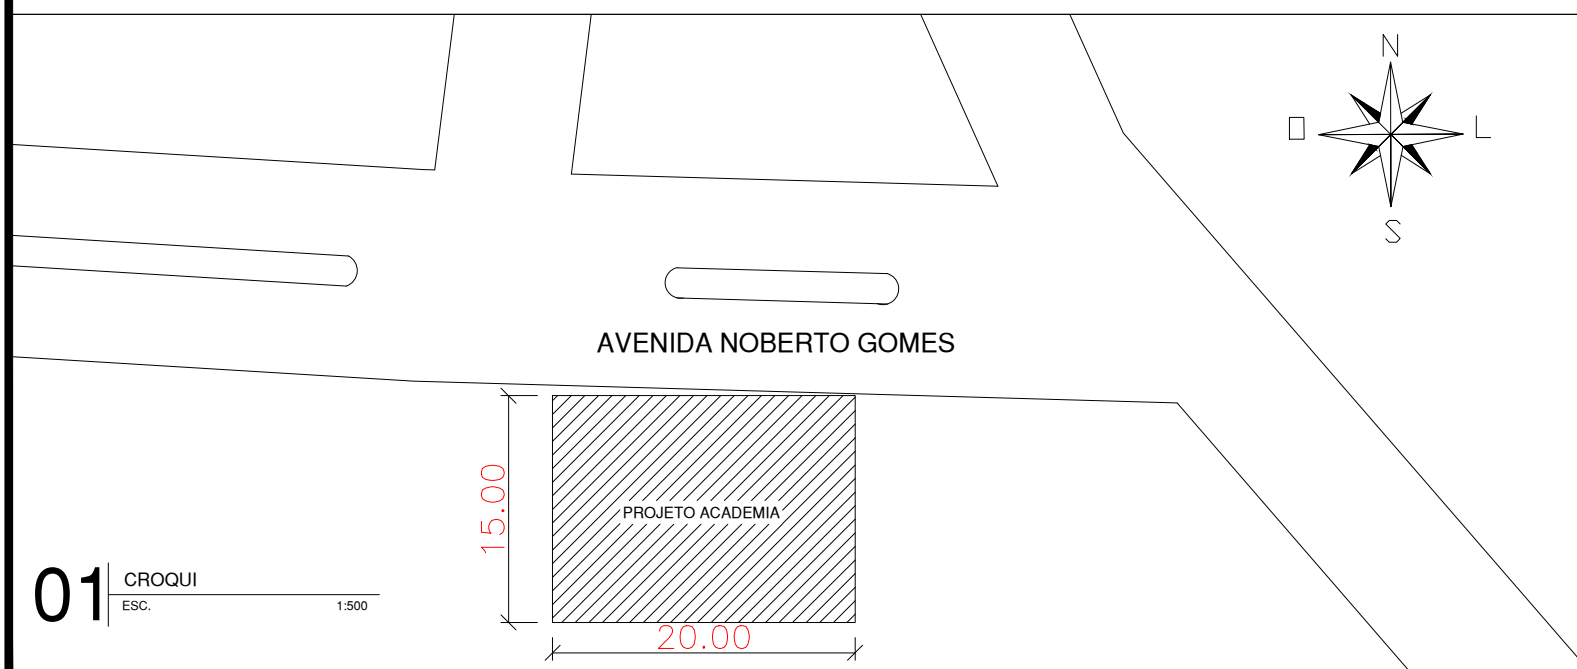 N
O
L
S
AVENIDA NOBERTO GOMES
15.00
PROJETO ACADEMIA
20.00
01
CROQUI
ESC. 1:500